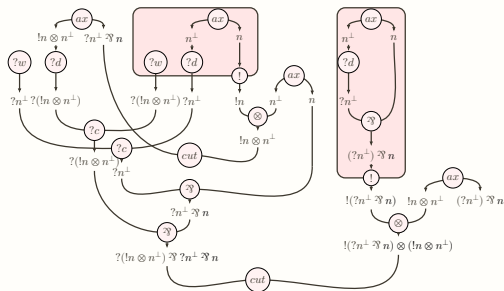 ax ax ax
!n ⊗ n⊥ ?n⊥ ⅋ n n⊥ n n⊥ n
?w ?d ?w ?d ?d
! ax
?n⊥ ?(!n ⊗ n⊥) ?(!n ⊗ n⊥) ?n⊥ !n n⊥ n ?n⊥
⊗ ⅋
?c !n ⊗ n⊥
?c cut (?n⊥) ⅋ n
?(!n ⊗ n⊥) ?n⊥ ! ax
⅋ !(?n⊥ ⅋ n) !n ⊗ n⊥ (?n⊥) ⅋ n
?n⊥ ⅋ n ⊗
⅋
?(!n ⊗ n⊥) ⅋ ?n⊥ ⅋ n !(?n⊥ ⅋ n) ⊗ (!n ⊗ n⊥)
cut